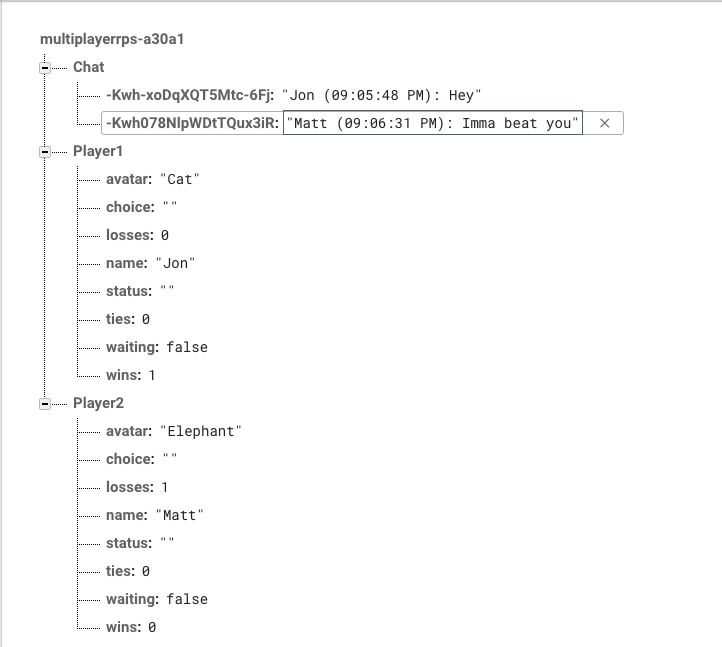 multiplayerrps-a30a1
Chat
-Kwh-xoDqXQT5Mtc-6Fj: "Jon (09:05:48 PM): Hey"
-Kwh078NlpWDtTQux3iR: "Matt (09:06:31 PM): Imma beat you" ×
Player1
avatar: "Cat"
choice: ""
losses: 0
name: "Jon"
status: ""
ties: 0
waiting: false
wins: 1
Player2
avatar: "Elephant"
choice: ""
losses: 1
name: "Matt"
status: ""
ties: 0
waiting: false
wins: 0